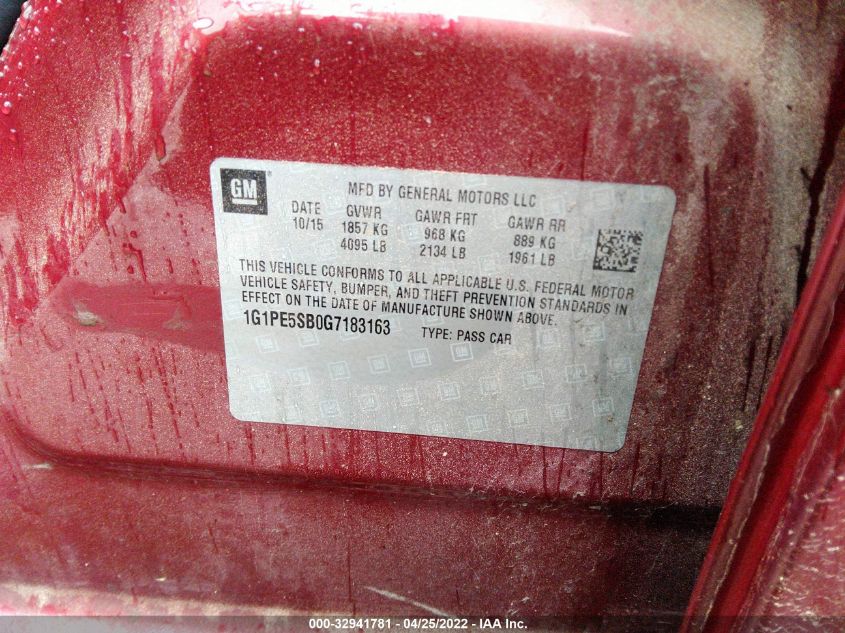 GM
MFD BY GENERAL MOTORS LLC
DATE GVWR GAWR FRT GAWR RR
10/15 1857 KG 968 KG 889 KG
4095 LB 2134 LB 1961 LB
THIS VEHICLE CONFORMS TO ALL APPLICABLE U.S. FEDERAL MOTOR
VEHICLE SAFETY, BUMPER, AND THEFT PREVENTION STANDARDS IN
EFFECT ON THE DATE OF MANUFACTURE SHOWN ABOVE.
1G1PE5SB0G7183163 TYPE: PASS CAR
000-32941781 - 04/25/2022 - IAA Inc.